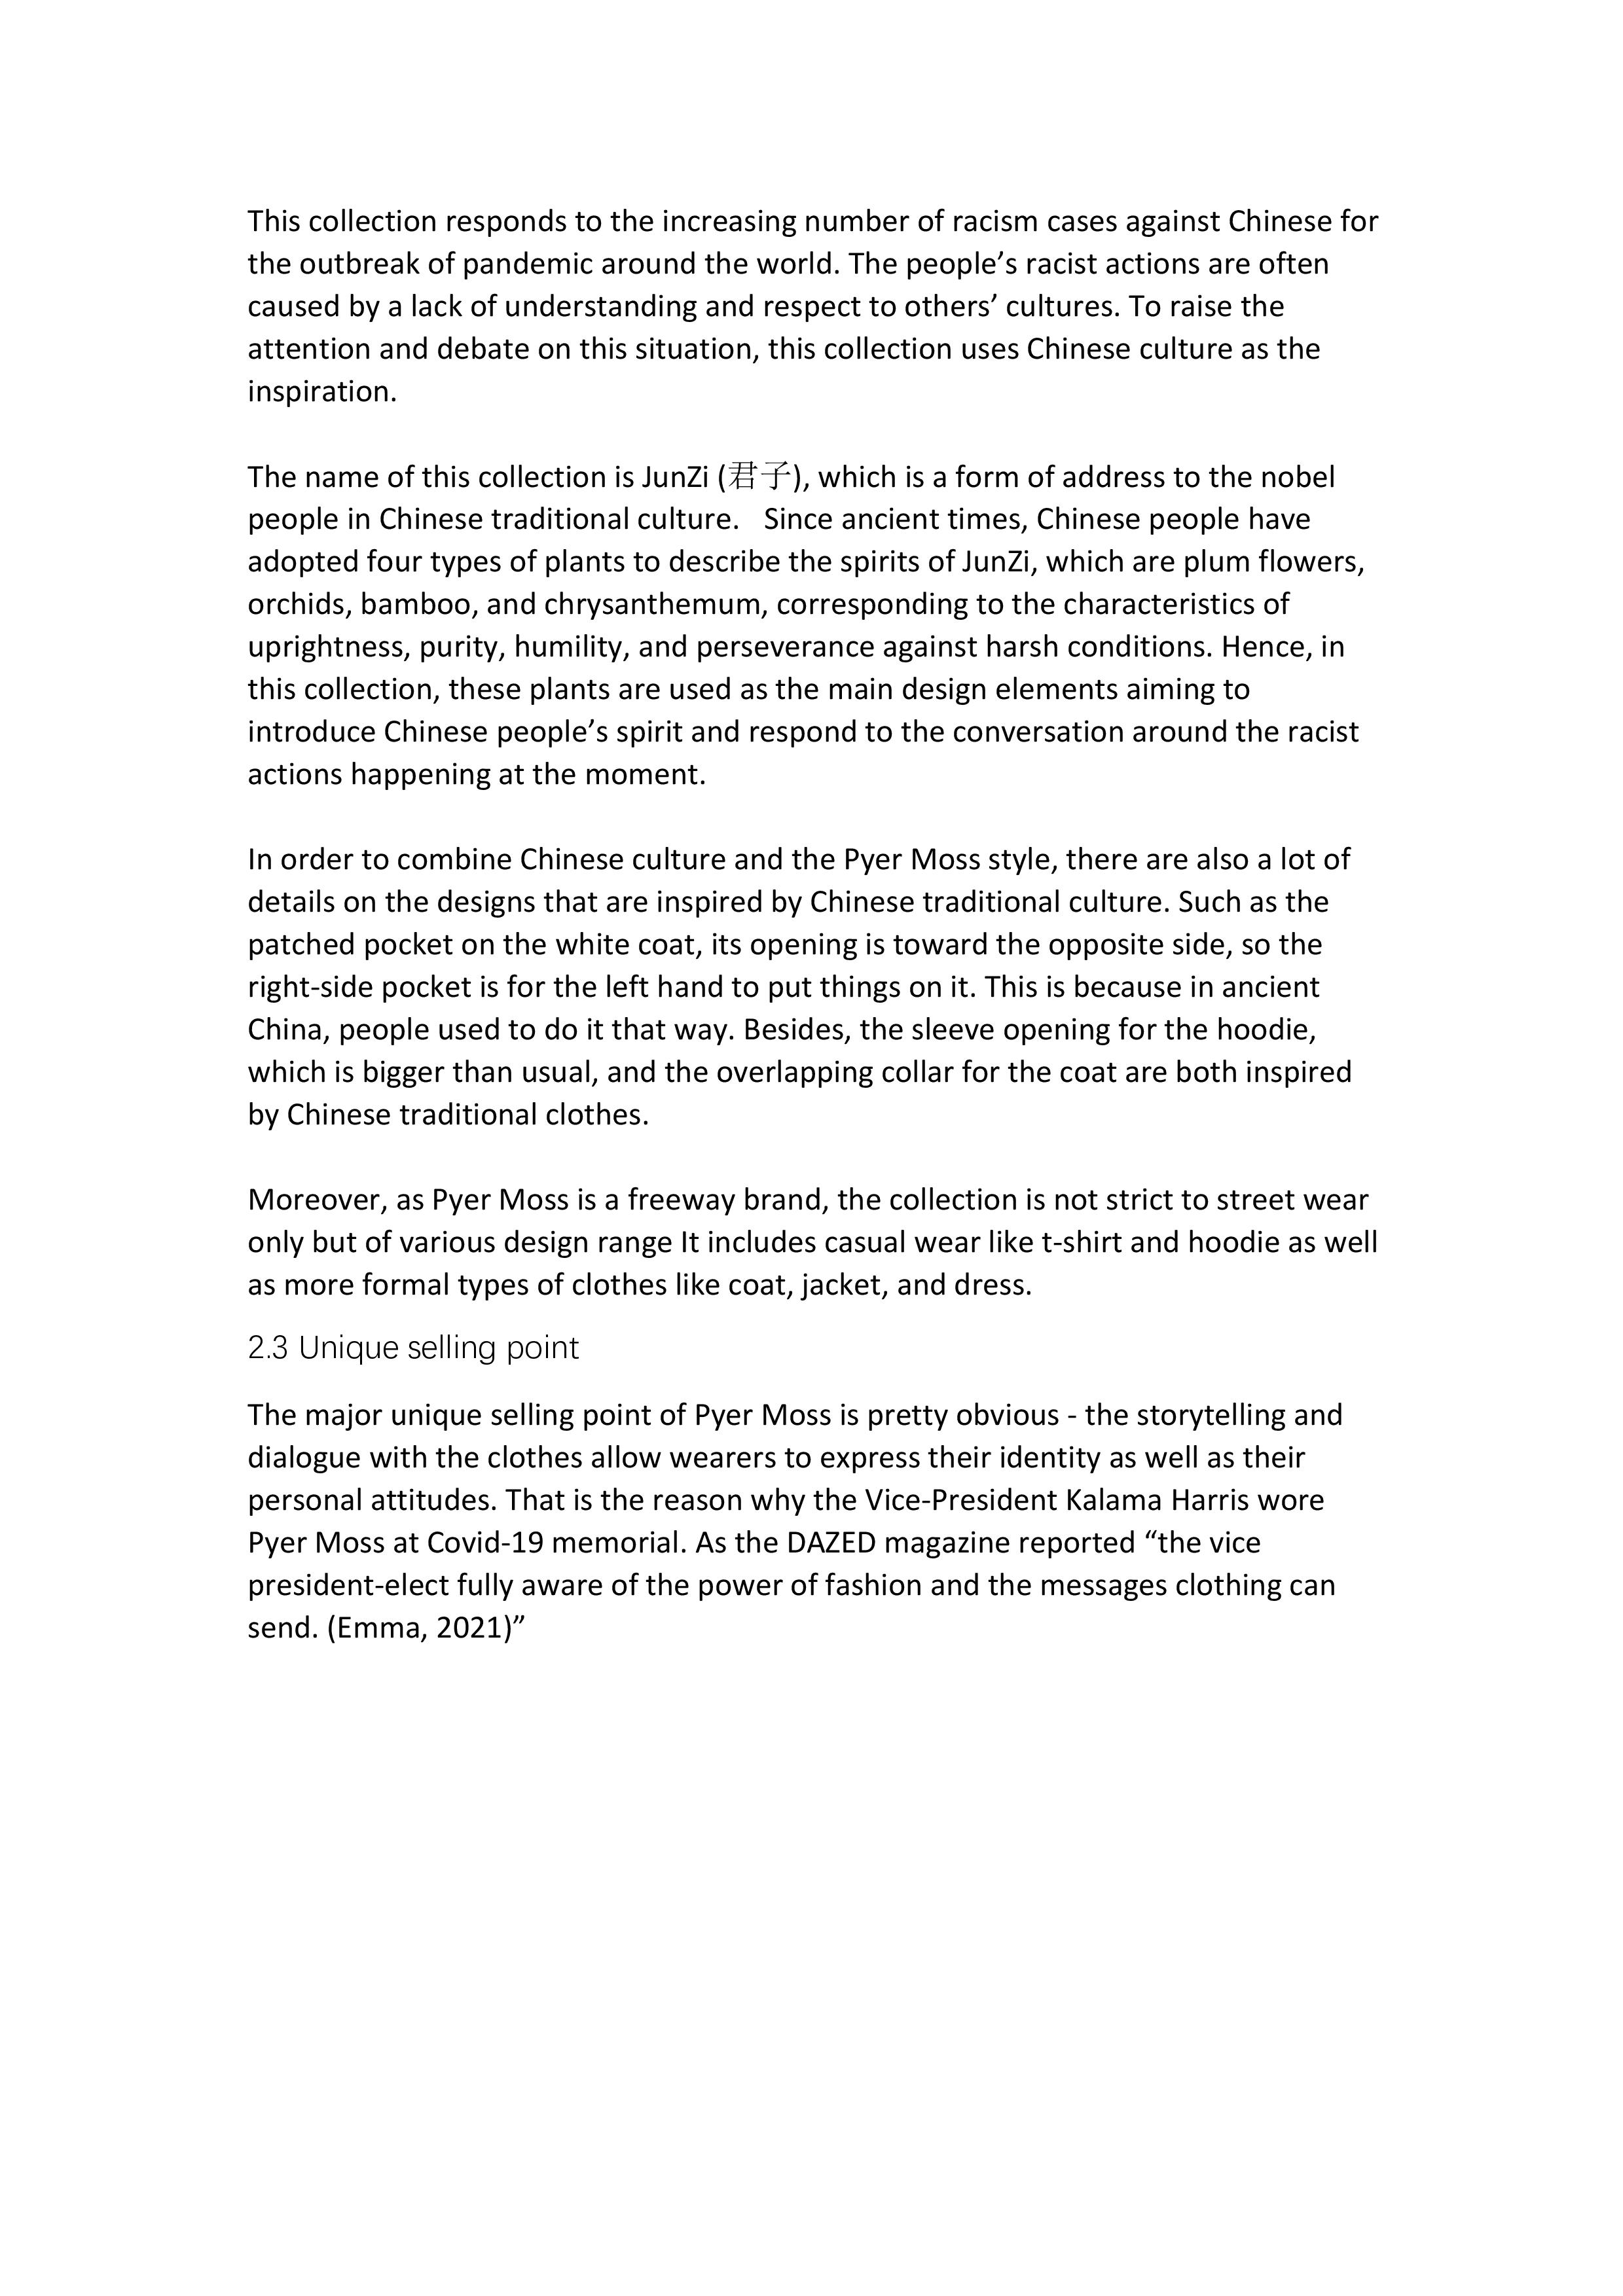 This collection responds to the increasing number of racism cases against Chinese for
the outbreak of pandemic around the world. The people’s racist actions are often
caused by a lack of understanding and respect to others’ cultures. To raise the
attention and debate on this situation, this collection uses Chinese culture as the
inspiration.
The name of this collection is JunZi (君子), which is a form of address to the nobel
people in Chinese traditional culture.   Since ancient times, Chinese people have
adopted four types of plants to describe the spirits of JunZi, which are plum flowers,
orchids, bamboo, and chrysanthemum, corresponding to the characteristics of
uprightness, purity, humility, and perseverance against harsh conditions. Hence, in
this collection, these plants are used as the main design elements aiming to
introduce Chinese people’s spirit and respond to the conversation around the racist
actions happening at the moment.
In order to combine Chinese culture and the Pyer Moss style, there are also a lot of
details on the designs that are inspired by Chinese traditional culture. Such as the
patched pocket on the white coat, its opening is toward the opposite side, so the
right-side pocket is for the left hand to put things on it. This is because in ancient
China, people used to do it that way. Besides, the sleeve opening for the hoodie,
which is bigger than usual, and the overlapping collar for the coat are both inspired
by Chinese traditional clothes.
Moreover, as Pyer Moss is a freeway brand, the collection is not strict to street wear
only but of various design range It includes casual wear like t-shirt and hoodie as well
as more formal types of clothes like coat, jacket, and dress.
2.3 Unique selling point
The major unique selling point of Pyer Moss is pretty obvious - the storytelling and
dialogue with the clothes allow wearers to express their identity as well as their
personal attitudes. That is the reason why the Vice-President Kalama Harris wore
Pyer Moss at Covid-19 memorial. As the DAZED magazine reported “the vice
president-elect fully aware of the power of fashion and the messages clothing can
send. (Emma, 2021)”